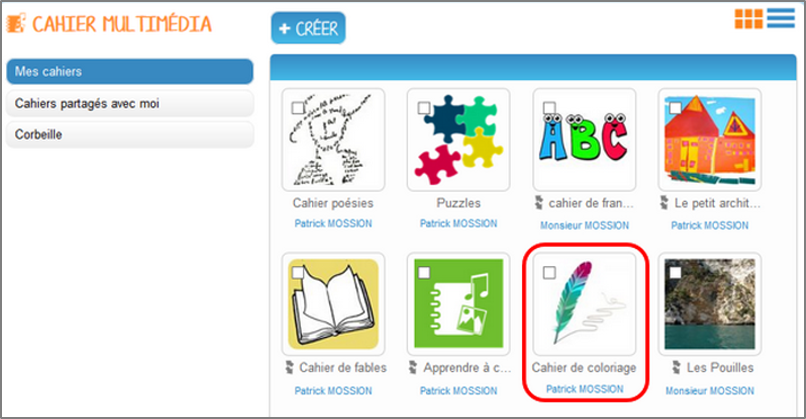 CAHIER MULTIMÉDIA
+ CRÉER
Mes cahiers
Cahiers partagés avec moi
Corbeille
Cahier poésies
Patrick MOSSION
Puzzles
Patrick MOSSION
ABC
cahier de fran...
Monsieur MOSSION
Le petit archit...
Patrick MOSSION
Cahier de fables
Patrick MOSSION
Apprendre à c...
Patrick MOSSION
Cahier de coloriage
Patrick MOSSION
Les Pouilles
Monsieur MOSSION